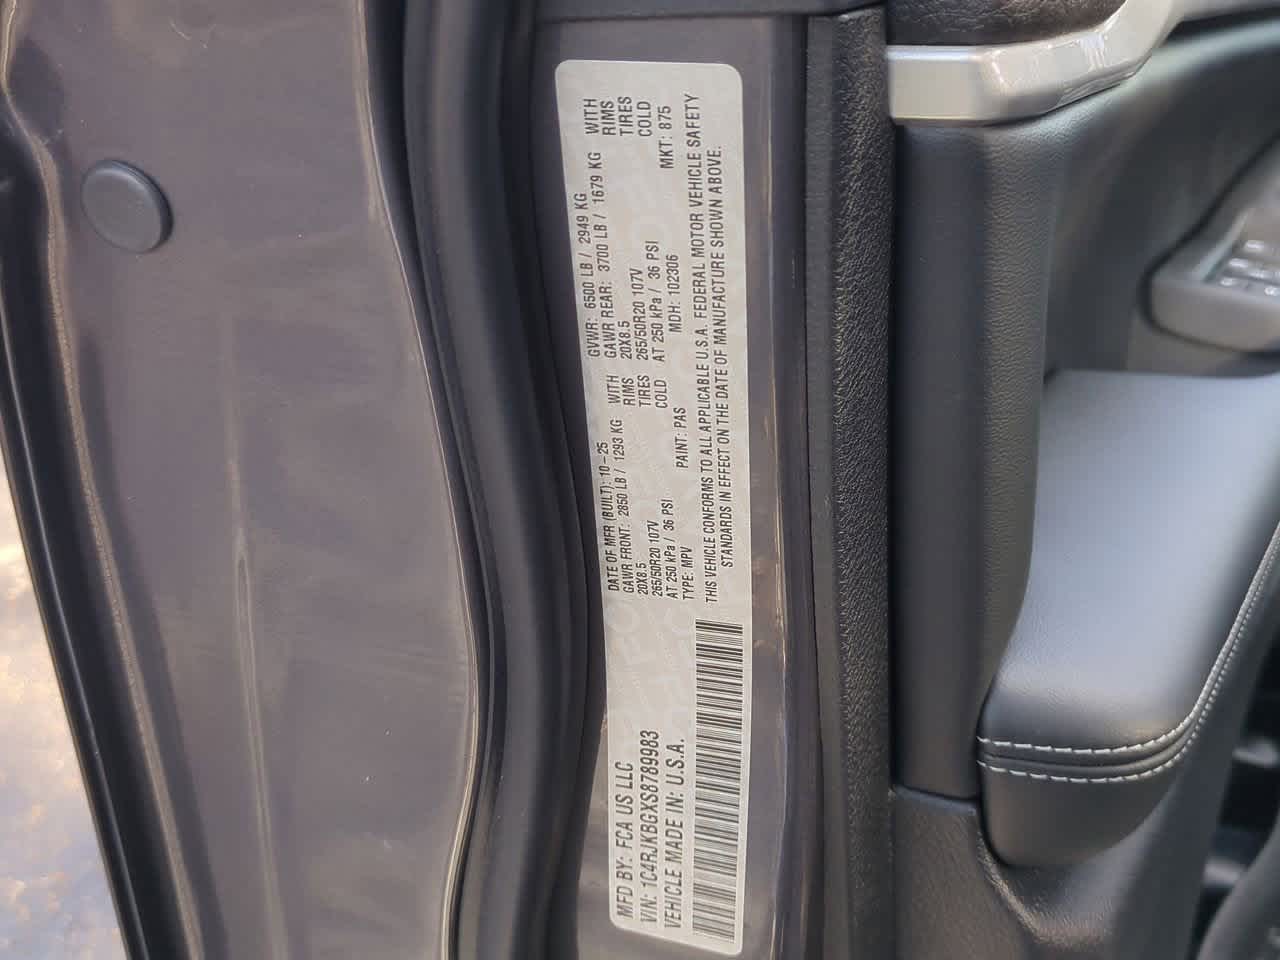 MFD BY: FCA US LLC
VIN: 1C4RJKBGXS8789983
VEHICLE MADE IN: U.S.A.
DATE OF MFR (BUILT): 10-25
GAWR FRONT: 2850 LB / 1293 KG WITH
20X8.5 RIMS
265/50R20 107V TIRES
AT 250 kPa / 36 PSI COLD
TYPE: MPV PAINT: PAS
GVWR: 6500 LB / 2949 KG
GAWR REAR: 3700 LB / 1679 KG WITH
20X8.5 RIMS
265/50R20 107V TIRES
AT 250 kPa / 36 PSI COLD
MDH: 102306 MKT: 875
THIS VEHICLE CONFORMS TO ALL APPLICABLE U.S.A. FEDERAL MOTOR VEHICLE SAFETY
STANDARDS IN EFFECT ON THE DATE OF MANUFACTURE SHOWN ABOVE.